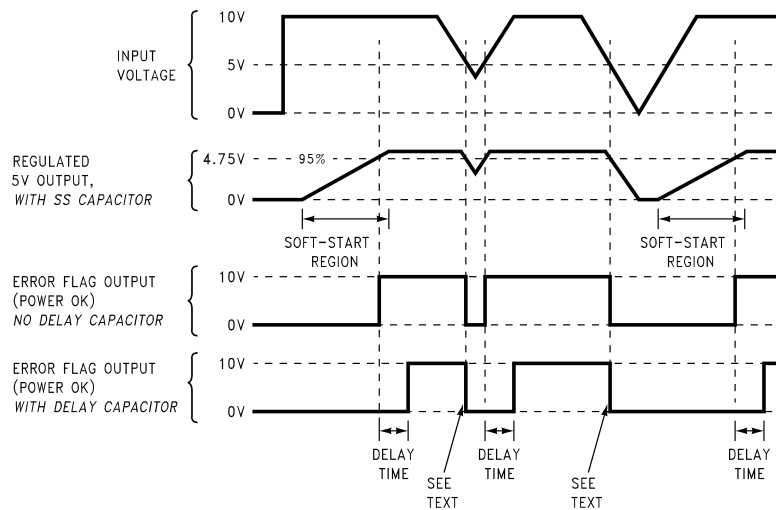 10V
INPUT
VOLTAGE
5V
0V
REGULATED
5V OUTPUT,
WITH SS CAPACITOR
4.75V
95%
0V
SOFT-START
REGION
SOFT-START
REGION
ERROR FLAG OUTPUT
(POWER OK)
NO DELAY CAPACITOR
10V
0V
ERROR FLAG OUTPUT
(POWER OK)
WITH DELAY CAPACITOR
10V
0V
DELAY
TIME
SEE
TEXT
DELAY
TIME
SEE
TEXT
DELAY
TIME